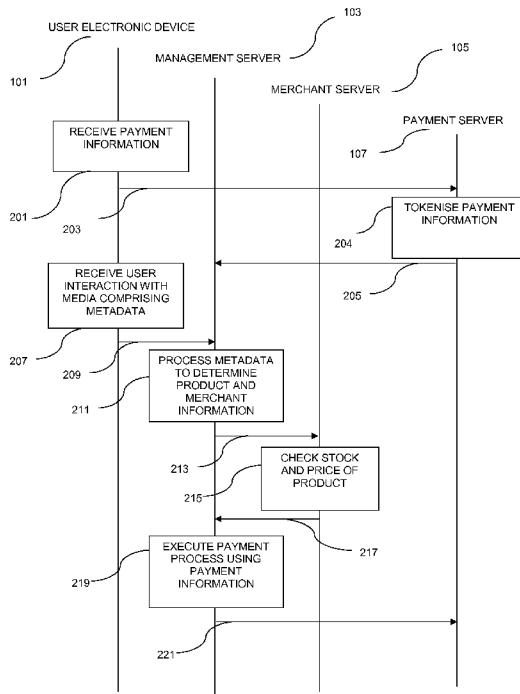 USER ELECTRONIC DEVICE
103
MANAGEMENT SERVER
101
105
MERCHANT SERVER
PAYMENT SERVER
107
RECEIVE PAYMENT
INFORMATION
201
203
TOKENISE PAYMENT
INFORMATION
204
205
RECEIVE USER
INTERACTION WITH
MEDIA COMPRISING
METADATA
207
209
PROCESS METADATA
TO DETERMINE
PRODUCT AND
MERCHANT
INFORMATION
211
213
CHECK STOCK
AND PRICE OF
PRODUCT
215
217
EXECUTE PAYMENT
PROCESS USING
PAYMENT
INFORMATION
219
221